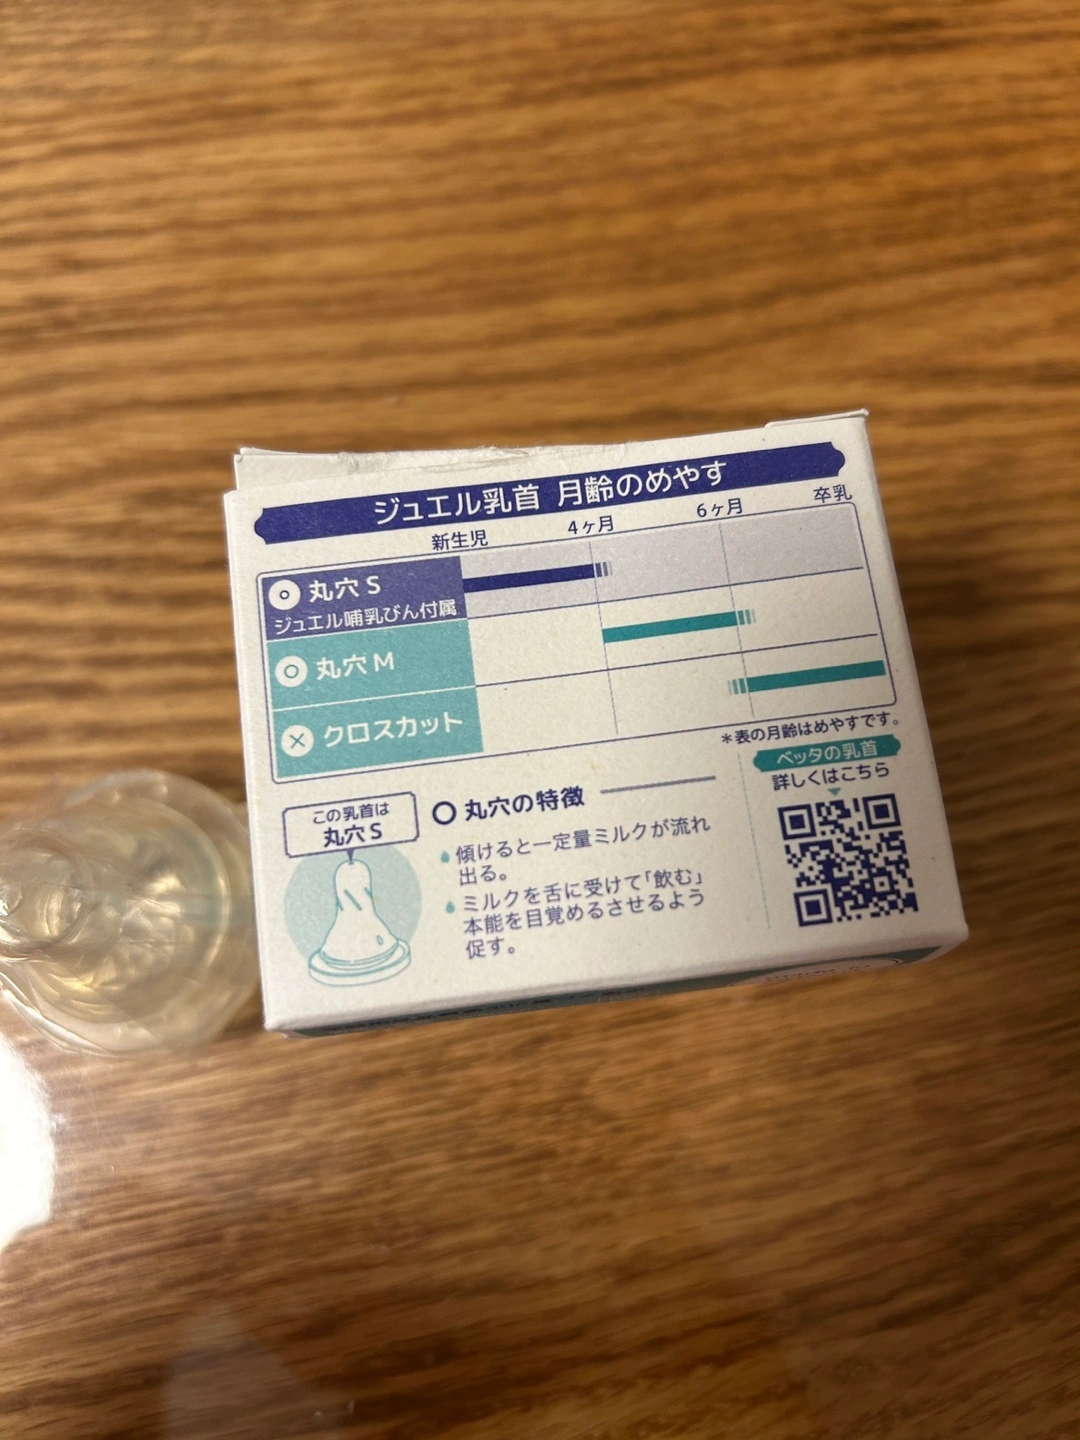 ジュエル乳首 月齢のめやす
新生児 4ヶ月 6ヶ月 卒乳
丸穴 S
ジュエル哺乳びん付属
丸穴 M
クロスカット
＊表の月齢はめやすです。
この乳首は
丸穴 S
丸穴の特徴
傾けると一定量ミルクが流れ
出る。
ミルクを舌に受けて「飲む」
本能を目覚めるさせるよう
促す。
ベッタの乳首
詳しくはこちら